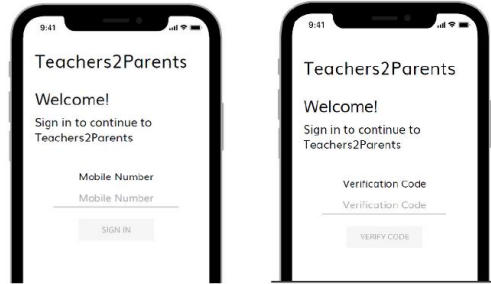 9:41
Teachers2Parents
Welcome!
Sign in to continue to
Teachers2Parents
Mobile Number
Mobile Number
SIGN IN
9:41
Teachers2Parents
Welcome!
Sign in to continue to
Teachers2Parents
Verification Code
Verification Code
VERIFY CODE